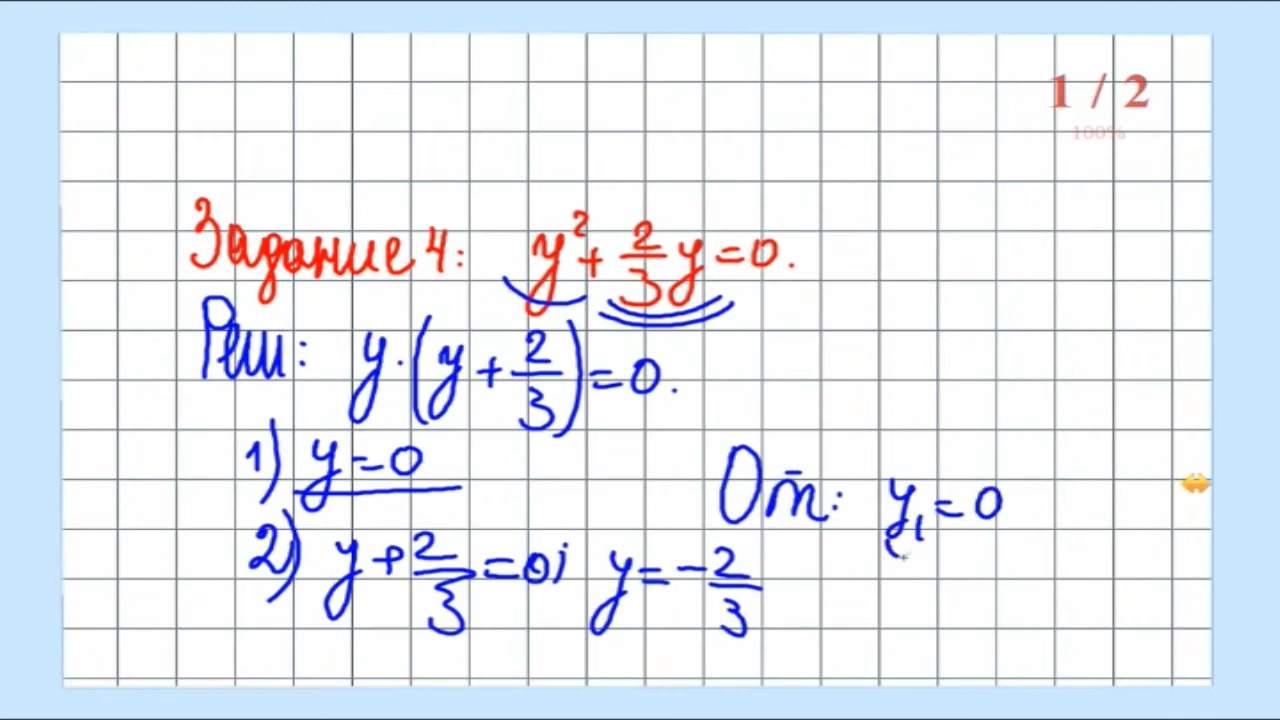 1 / 2
100%
Задание 4: y² + 2/3 y = 0.
Реш: y · (y + 2/3) = 0.
1) y = 0
2) y + 2/3 = 0; y = - 2/3
От: y₁ = 0